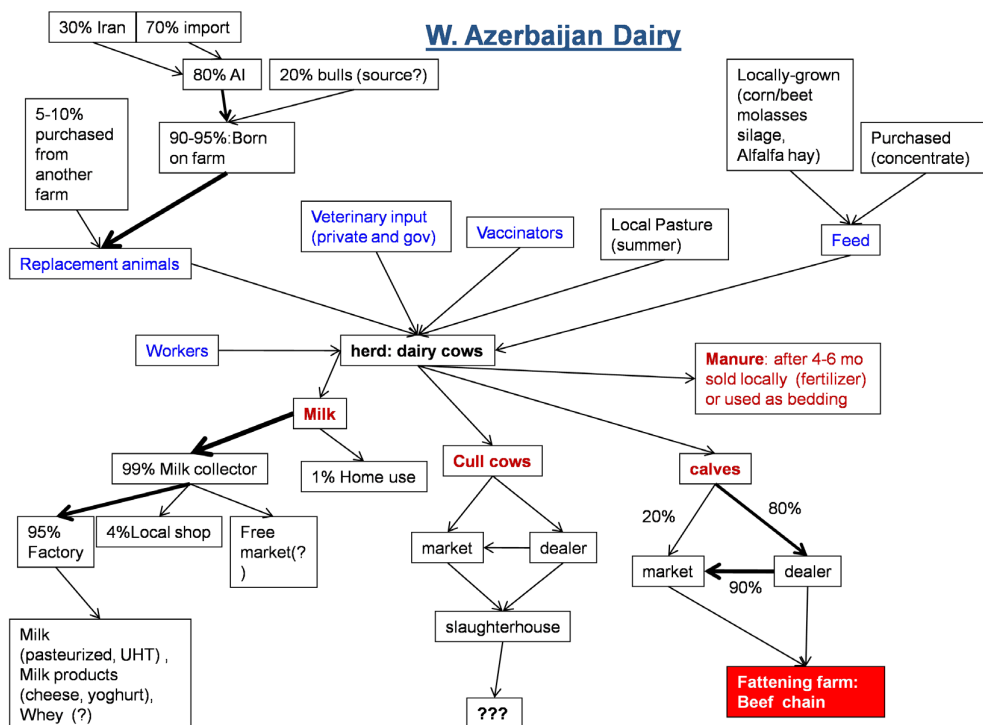 W. Azerbaijan Dairy
30% Iran
70% import
80% AI
20% bulls (source?)
5-10%
purchased
from
another
farm
90-95%:Born
on farm
Locally-grown
(corn/beet
molasses
silage,
Alfalfa hay)
Purchased
(concentrate)
Replacement animals
Veterinary input
(private and gov)
Vaccinators
Local Pasture
(summer)
Feed
Workers
herd: dairy cows
Manure: after 4-6 mo
sold locally (fertilizer)
or used as bedding
Milk
99% Milk collector
1% Home use
Cull cows
calves
95%
Factory
4%Local shop
Free
market(?
)
market
dealer
20%
80%
market
dealer
90%
slaughterhouse
Milk
(pasteurized, UHT) ,
Milk products
(cheese, yoghurt),
Whey (?)
???
Fattening farm:
Beef chain